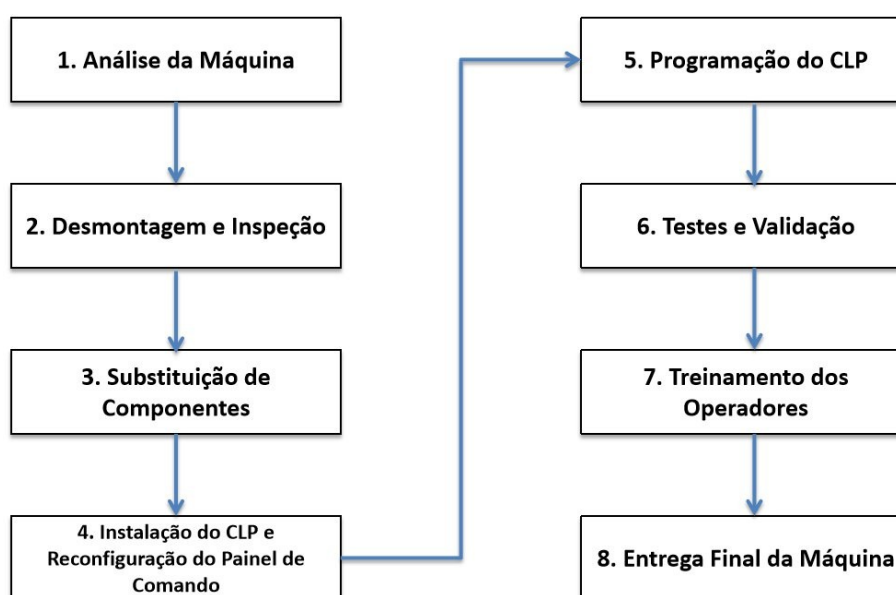 1. Análise da Máquina
2. Desmontagem e Inspeção
3. Substituição de
Componentes
4. Instalação do CLP e
Reconfiguração do Painel de
Comando
5. Programação do CLP
6. Testes e Validação
7. Treinamento dos
Operadores
8. Entrega Final da Máquina